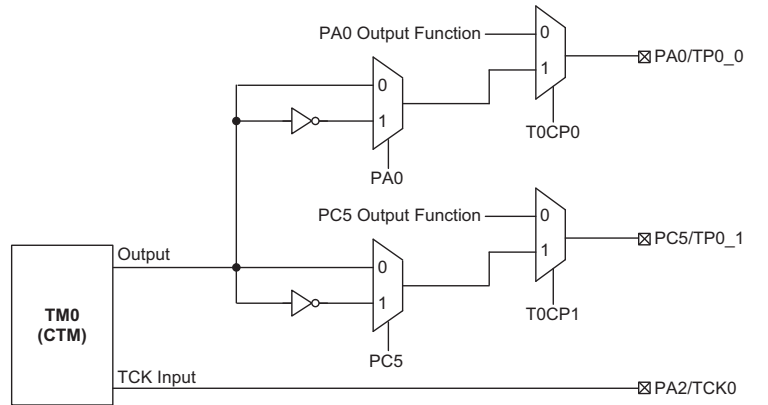 PA0 Output Function
0
1
PA0/TP0_0
T0CP0
0
1
PA0
PC5 Output Function
0
1
PC5/TP0_1
T0CP1
Output
0
1
PC5
TM0
(CTM)
TCK Input
PA2/TCK0